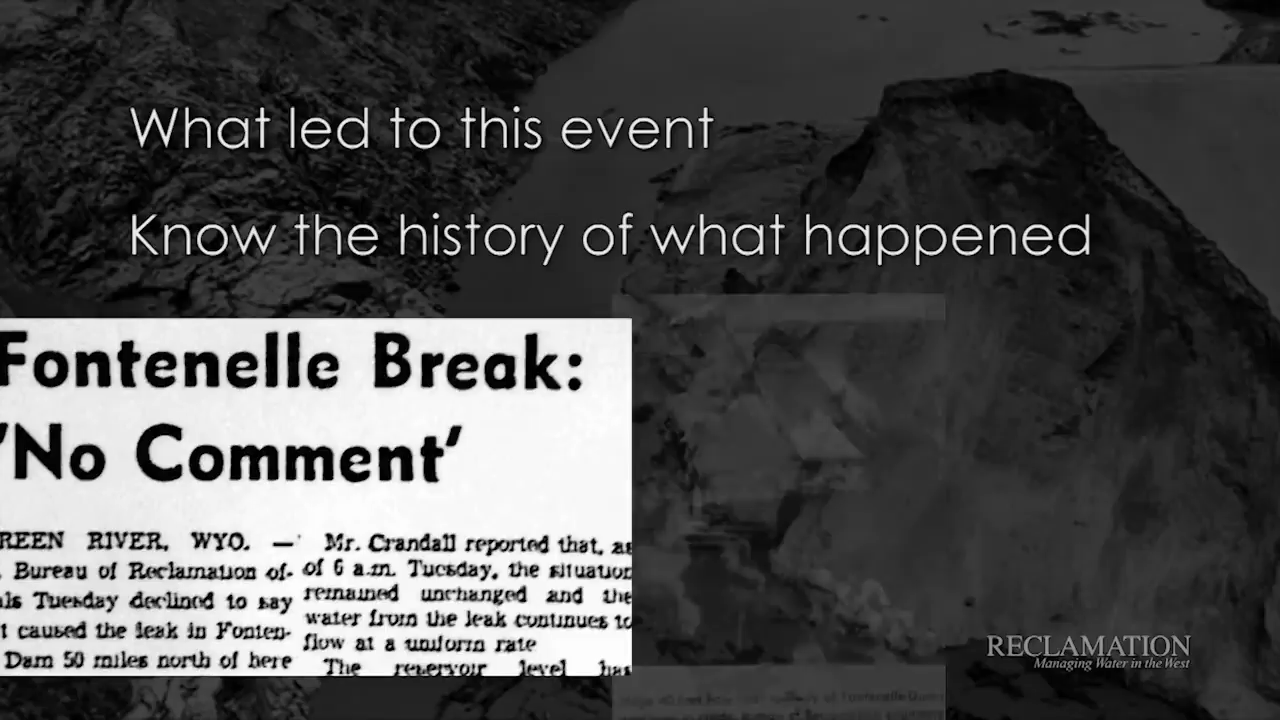 What led to this event
Know the history of what happened
Fontenelle Break:
'No Comment'
REEN RIVER, WYO. —
. Bureau of Reclamation of-
ls Tuesday declined to say
t caused the leak in Fonten-
Dam 50 miles north of here
Mr. Crandall reported that, as
of 6 a.m. Tuesday, the situation
remained unchanged and the
water from the leak continues to
flow at a uniform rate
The reservoir level has
RECLAMATION
Managing Water in the West